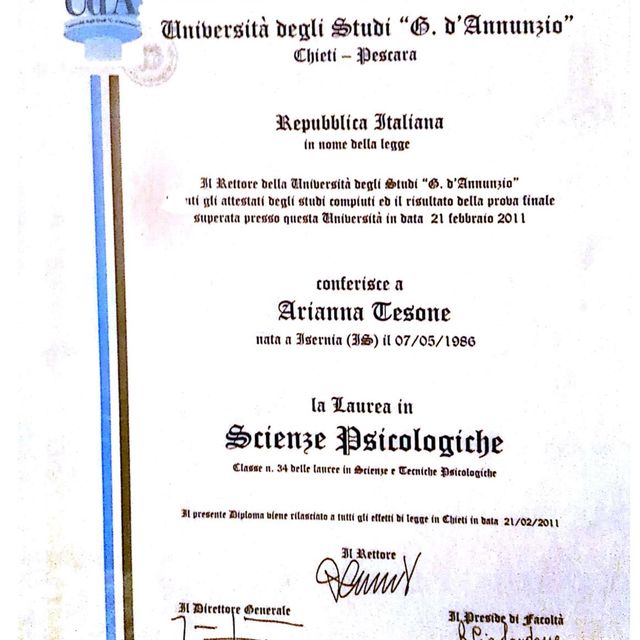 UdA
Università degli Studi "G. d'Annunzio"
Chieti – Pescara
Repubblica Italiana
in nome della legge
Il Rettore della Università degli Studi "G. d'Annunzio"
uti gli attestati degli studi compiuti ed il risultato della prova finale
superata presso questa Università in data 21 febbraio 2011
conferisce a
Arianna Tesone
nata a Isernia (IS) il 07/05/1986
la Laurea in
Scienze Psicologiche
Classe n. 34 delle lauree in Scienze e Tecniche Psicologiche
Il presente Diploma viene rilasciato a tutti gli effetti di legge in Chieti in data 21/02/2011
Il Rettore
Il Direttore Generale
Il Preside di Facoltà